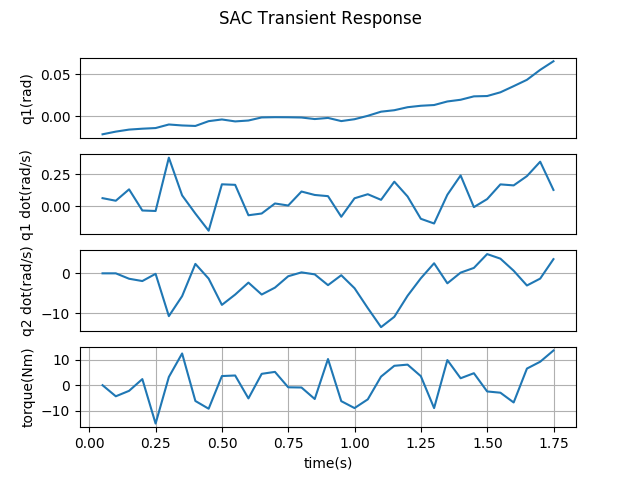 SAC Transient Response
q1(rad)
0.05
0.00
q1 dot(rad/s)
0.25
0.00
q2 dot(rad/s)
0
−10
torque(Nm)
10
0
−10
0.00 0.25 0.50 0.75 1.00 1.25 1.50 1.75
time(s)